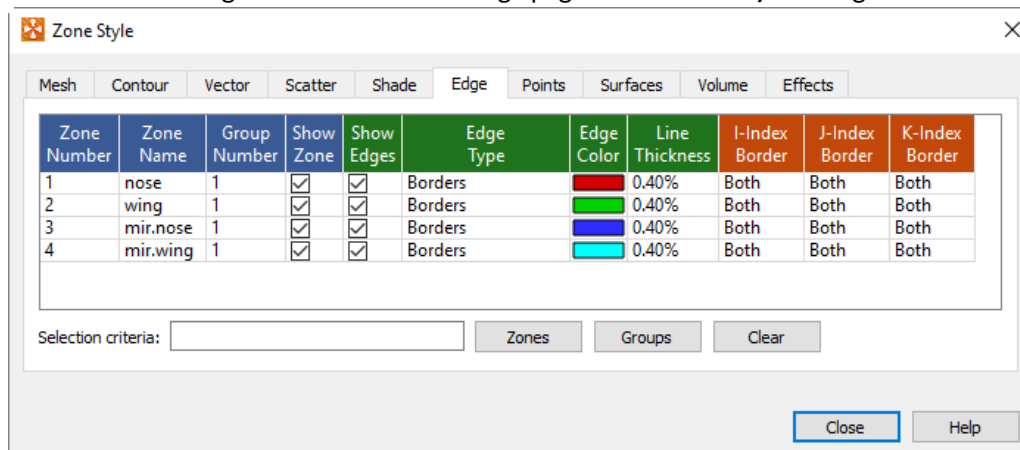 Zone Style
Mesh Contour Vector Scatter Shade Edge Points Surfaces Volume Effects
Zone Number Zone Name Group Number Show Zone Show Edges Edge Type Edge Color Line Thickness I-Index Border J-Index Border K-Index Border
1 nose 1 Borders 0.40% Both Both Both
2 wing 1 Borders 0.40% Both Both Both
3 mir.nose 1 Borders 0.40% Both Both Both
4 mir.wing 1 Borders 0.40% Both Both Both
Selection criteria: Zones Groups Clear
Close Help